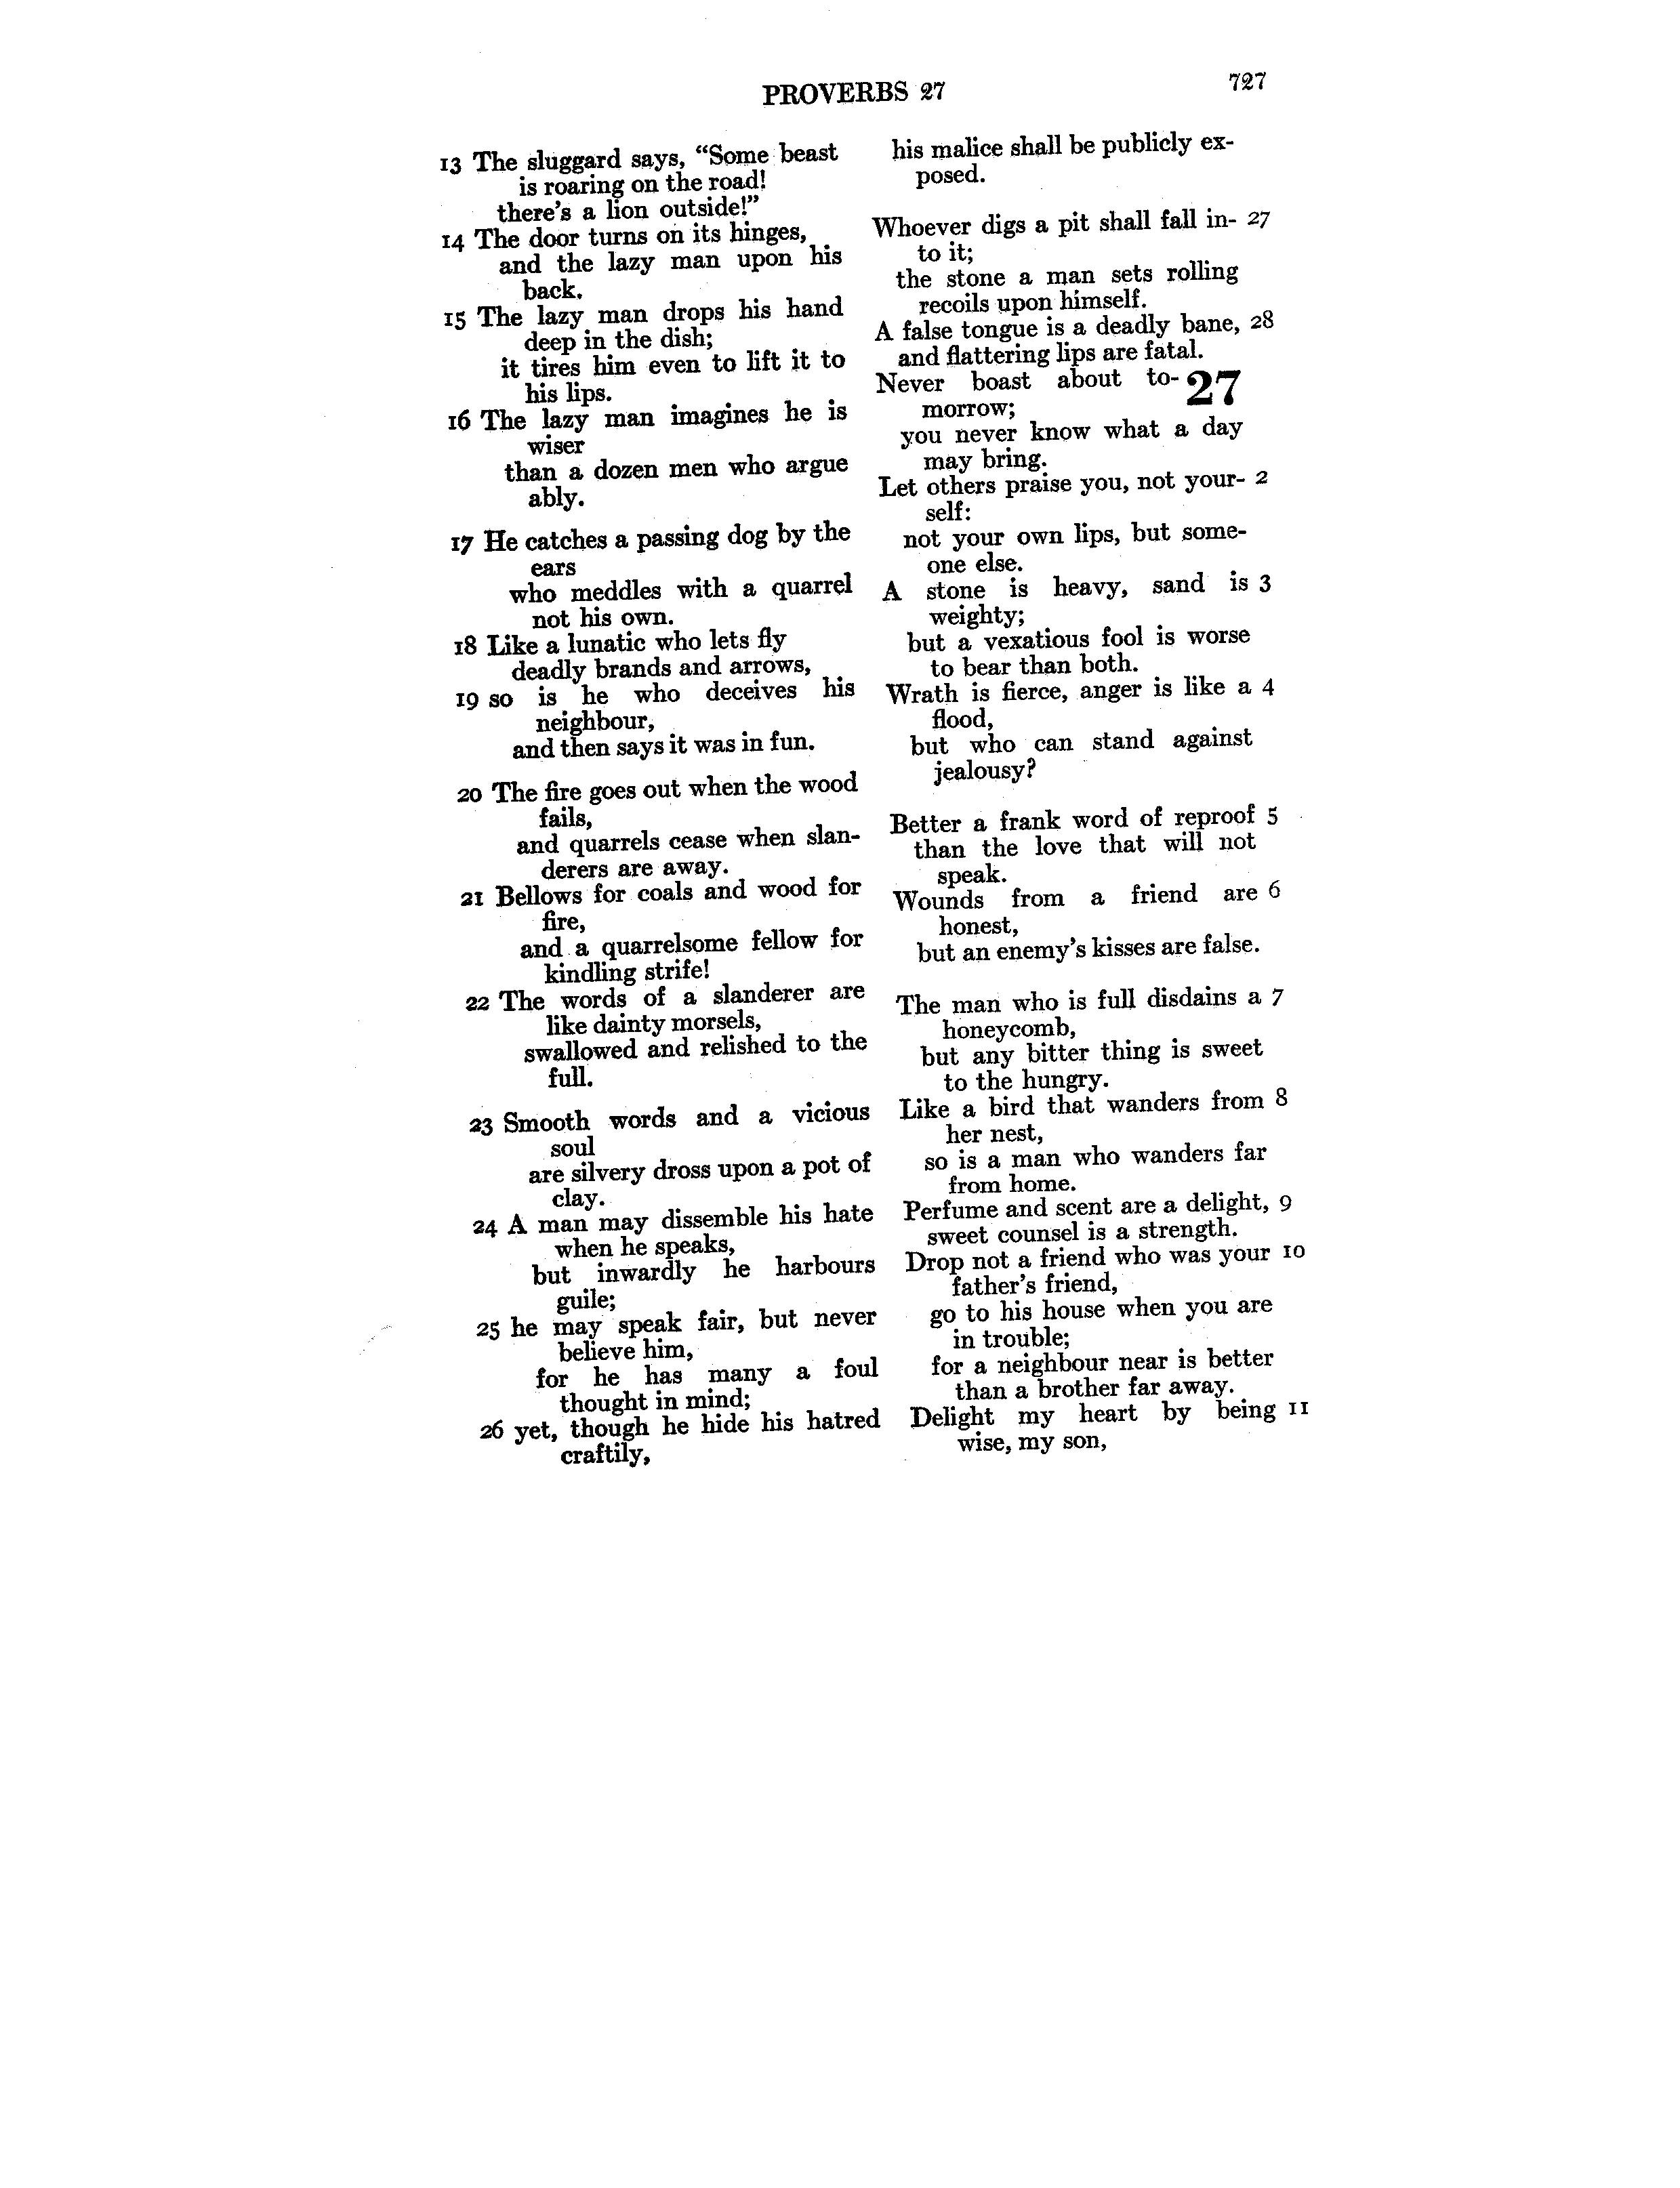 PROVERBS 27
727
13 The sluggard says, “Some beast
is roaring on the road!
there's a lion outside!”
14 The door turns on its hinges,
and the lazy man upon his
back.
15 The lazy man drops his hand
deep in the dish;
it tires him even to lift it to
his lips.
16 The lazy man imagines he is
wiser
than a dozen men who argue
ably.
17 He catches a passing dog by the
ears
who meddles with a quarrel
not his own.
18 Like a lunatic who lets fly
deadly brands and arrows,
19 so is he who deceives his
neighbour,
and then says it was in fun.
20 The fire goes out when the wood
fails,
and quarrels cease when slan-
derers are away.
21 Bellows for coals and wood for
fire,
and a quarrelsome fellow for
kindling strife!
22 The words of a slanderer are
like dainty morsels,
swallowed and relished to the
full.
23 Smooth words and a vicious
soul
are silvery dross upon a pot of
clay.
24 A man may dissemble his hate
when he speaks,
but inwardly he harbours
guile;
25 he may speak fair, but never
believe him,
for he has many a foul
thought in mind;
26 yet, though he hide his hatred
craftily,
his malice shall be publicly ex-
posed.
Whoever digs a pit shall fall in- 27
to it;
the stone a man sets rolling
recoils upon himself.
A false tongue is a deadly bane, 28
and flattering lips are fatal.
Never boast about to- 27
morrow;
you never know what a day
may bring.
Let others praise you, not your- 2
self:
not your own lips, but some-
one else.
A stone is heavy, sand is 3
weighty;
but a vexatious fool is worse
to bear than both.
Wrath is fierce, anger is like a 4
flood,
but who can stand against
jealousy?
Better a frank word of reproof 5
than the love that will not
speak.
Wounds from a friend are 6
honest,
but an enemy's kisses are false.
The man who is full disdains a 7
honeycomb,
but any bitter thing is sweet
to the hungry.
Like a bird that wanders from 8
her nest,
so is a man who wanders far
from home.
Perfume and scent are a delight, 9
sweet counsel is a strength.
Drop not a friend who was your 10
father's friend,
go to his house when you are
in trouble;
for a neighbour near is better
than a brother far away.
Delight my heart by being 11
wise, my son,